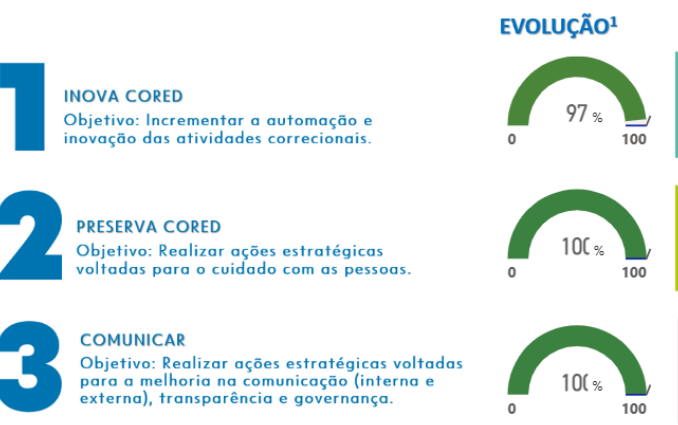 EVOLUÇÃO¹
1
INOVA CORED
Objetivo: Incrementar a automação e
inovação das atividades correcionais.
97 %
0 100
2
PRESERVA CORED
Objetivo: Realizar ações estratégicas
voltadas para o cuidado com as pessoas.
100 %
0 100
3
COMUNICAR
Objetivo: Realizar ações estratégicas voltadas
para a melhoria na comunicação (interna e
externa), transparência e governança.
100 %
0 100